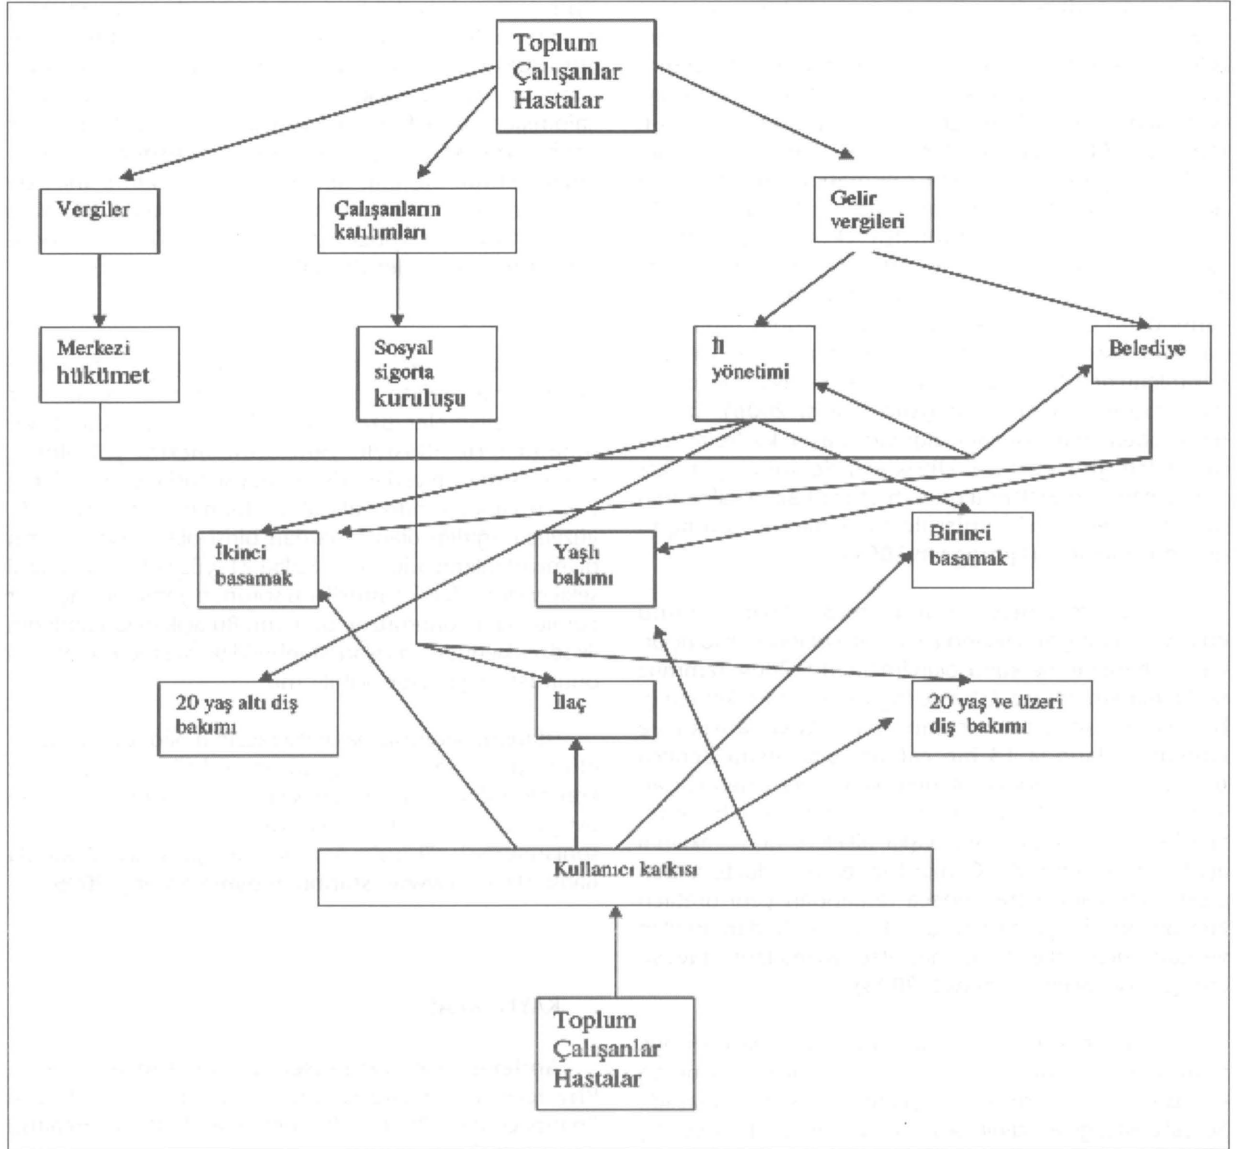 Toplum
Çalışanlar
Hastalar
Vergiler
Çalışanların
katılımları
Gelir
vergileri
Merkezi
hükümet
Sosyal
sigorta
kuruluşu
İl
yönetimi
Belediye
İkinci
basamak
Yaşlı
bakımı
Birinci
basamak
20 yaş altı diş
bakımı
İlaç
20 yaş ve üzeri
diş bakımı
Kullanıcı katkısı
Toplum
Çalışanlar
Hastalar